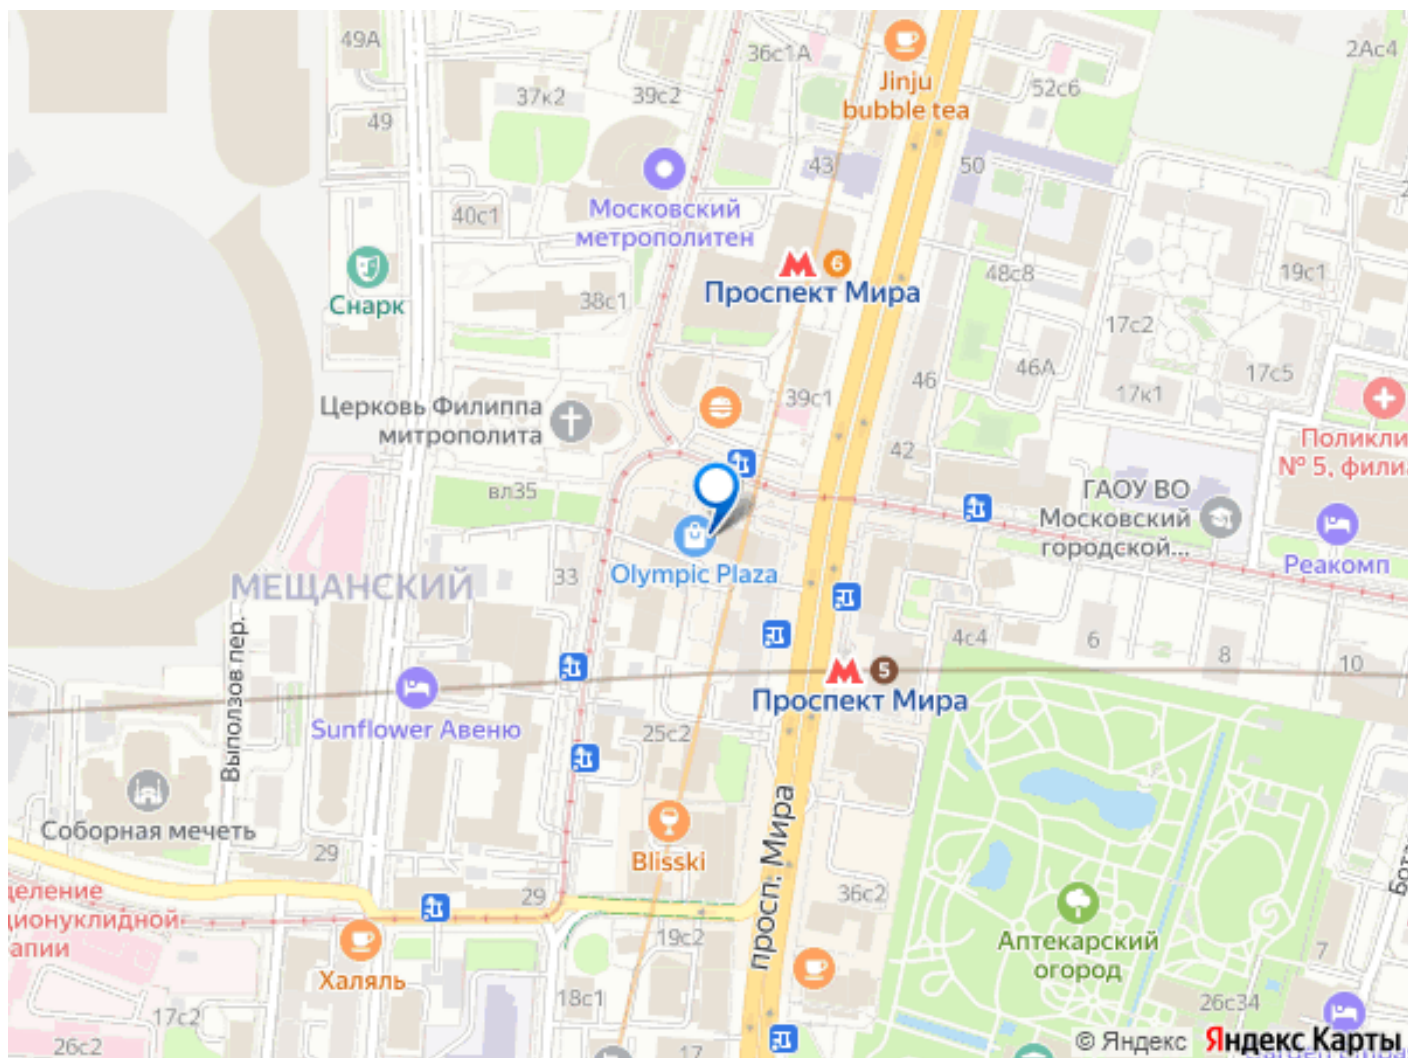 49А
36с1А
2Ас4
Jinju
bubble tea
52с6
37к2
39с2
49
43
50
40с1
Московский
метрополитен
6
Проспект Мира
Снарк
38с1
48с8
19с1
17с2
46А
17с5
46
17к1
39с1
Церковь Филиппа
митрополита
42
Поликли
№ 5, филиа
вл35
ГАОУ ВО
Московский
городской...
Реакомп
Olympic Plaza
33
МЕЩАНСКИЙ
4с4
6
8
10
5
Проспект Мира
Выползов пер.
Sunflower Авеню
25с2
Соборная мечеть
29
Blisski
просп. Мира
36с2
Бота
деление
ционуклидной
апии
29
19с2
Аптекарский
огород
7
Халяль
18с1
17с2
26с34
26с2
17
© Яндекс Яндекс Карты